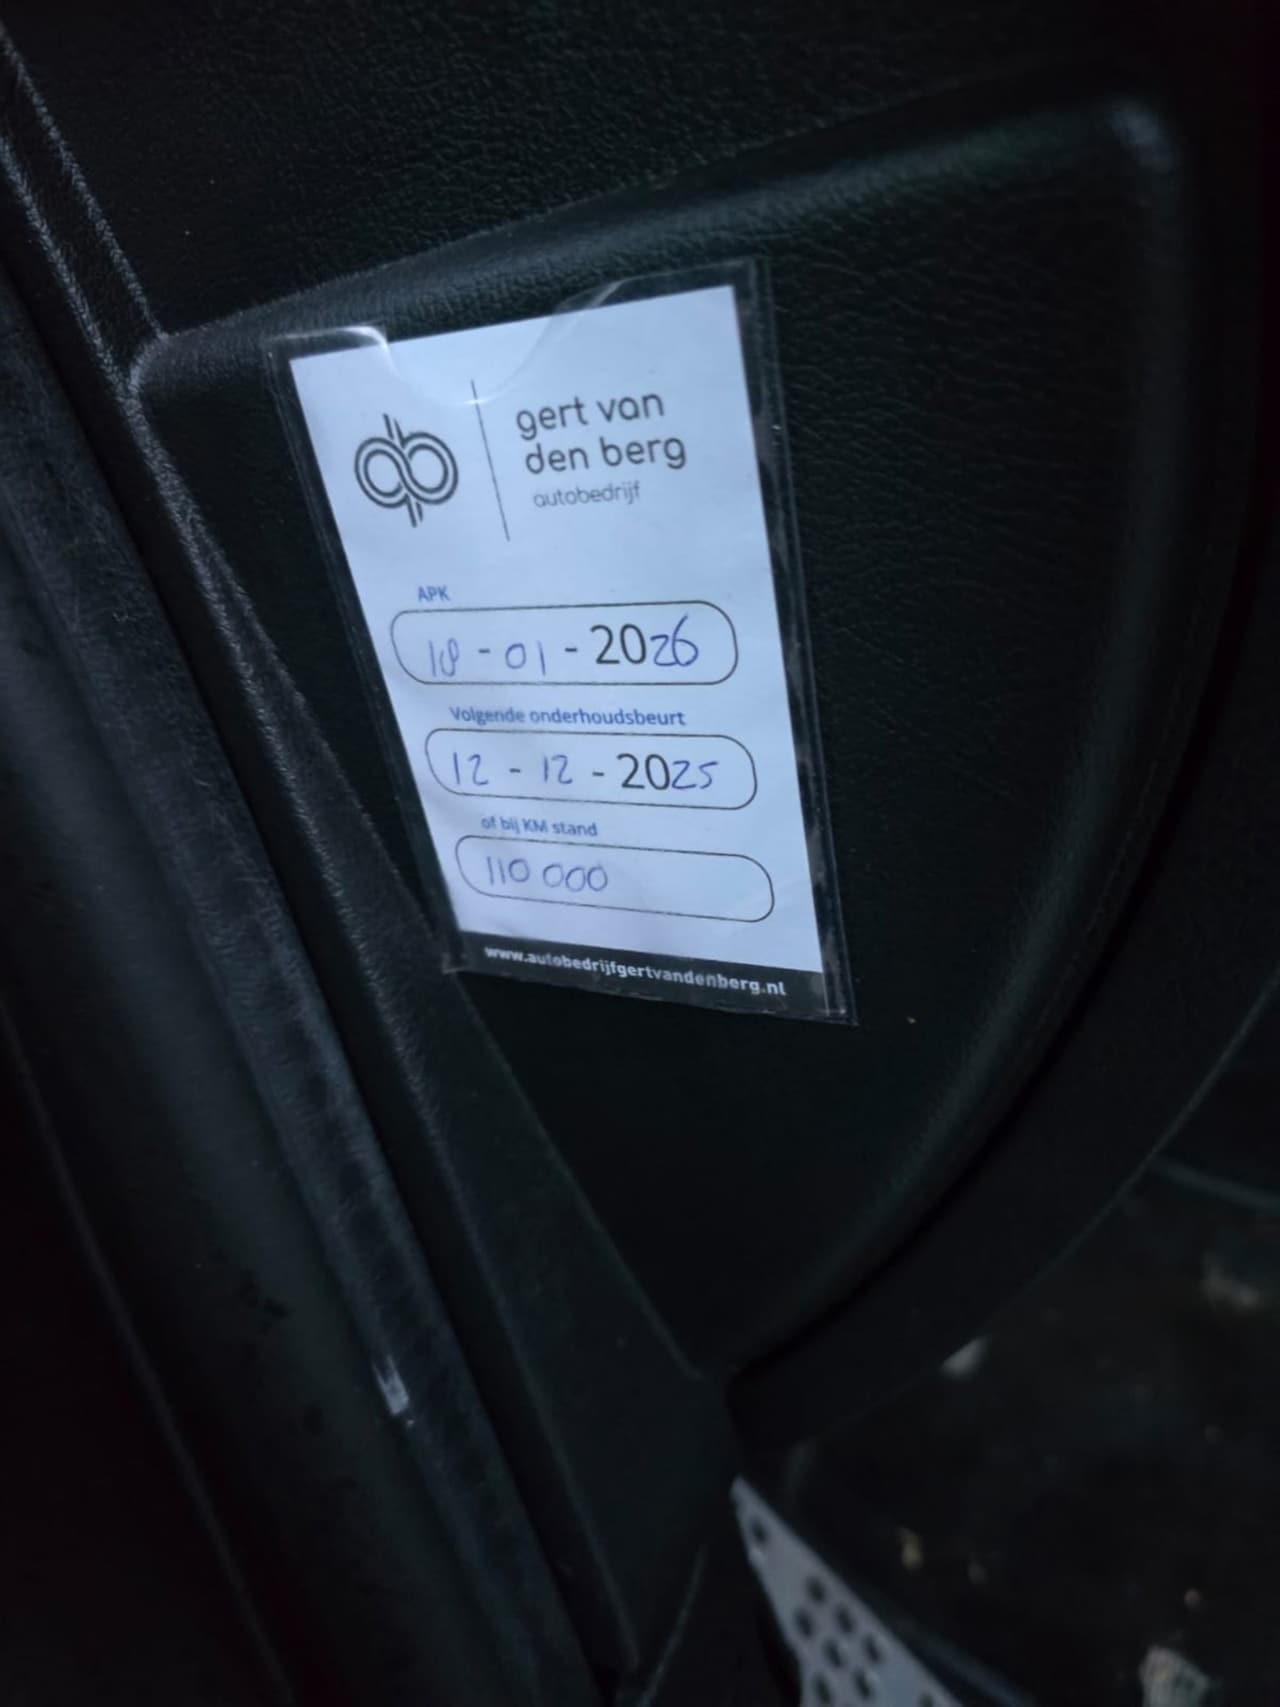 gert van
den berg
autobedrijf
APK
18-01-2026
Volgende onderhoudsbeurt
12-12-2025
of bij KM stand
110 000
www.autobedrijfgertvandenberg.nl